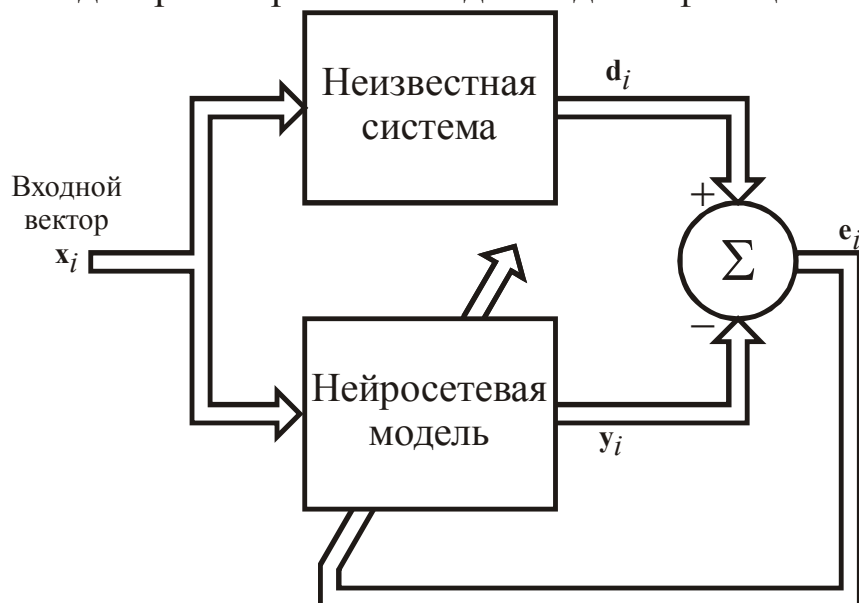 Неизвестная
система
d_i
Входной
вектор
x_i
+
Σ
e_i
−
Нейросетевая
модель
y_i